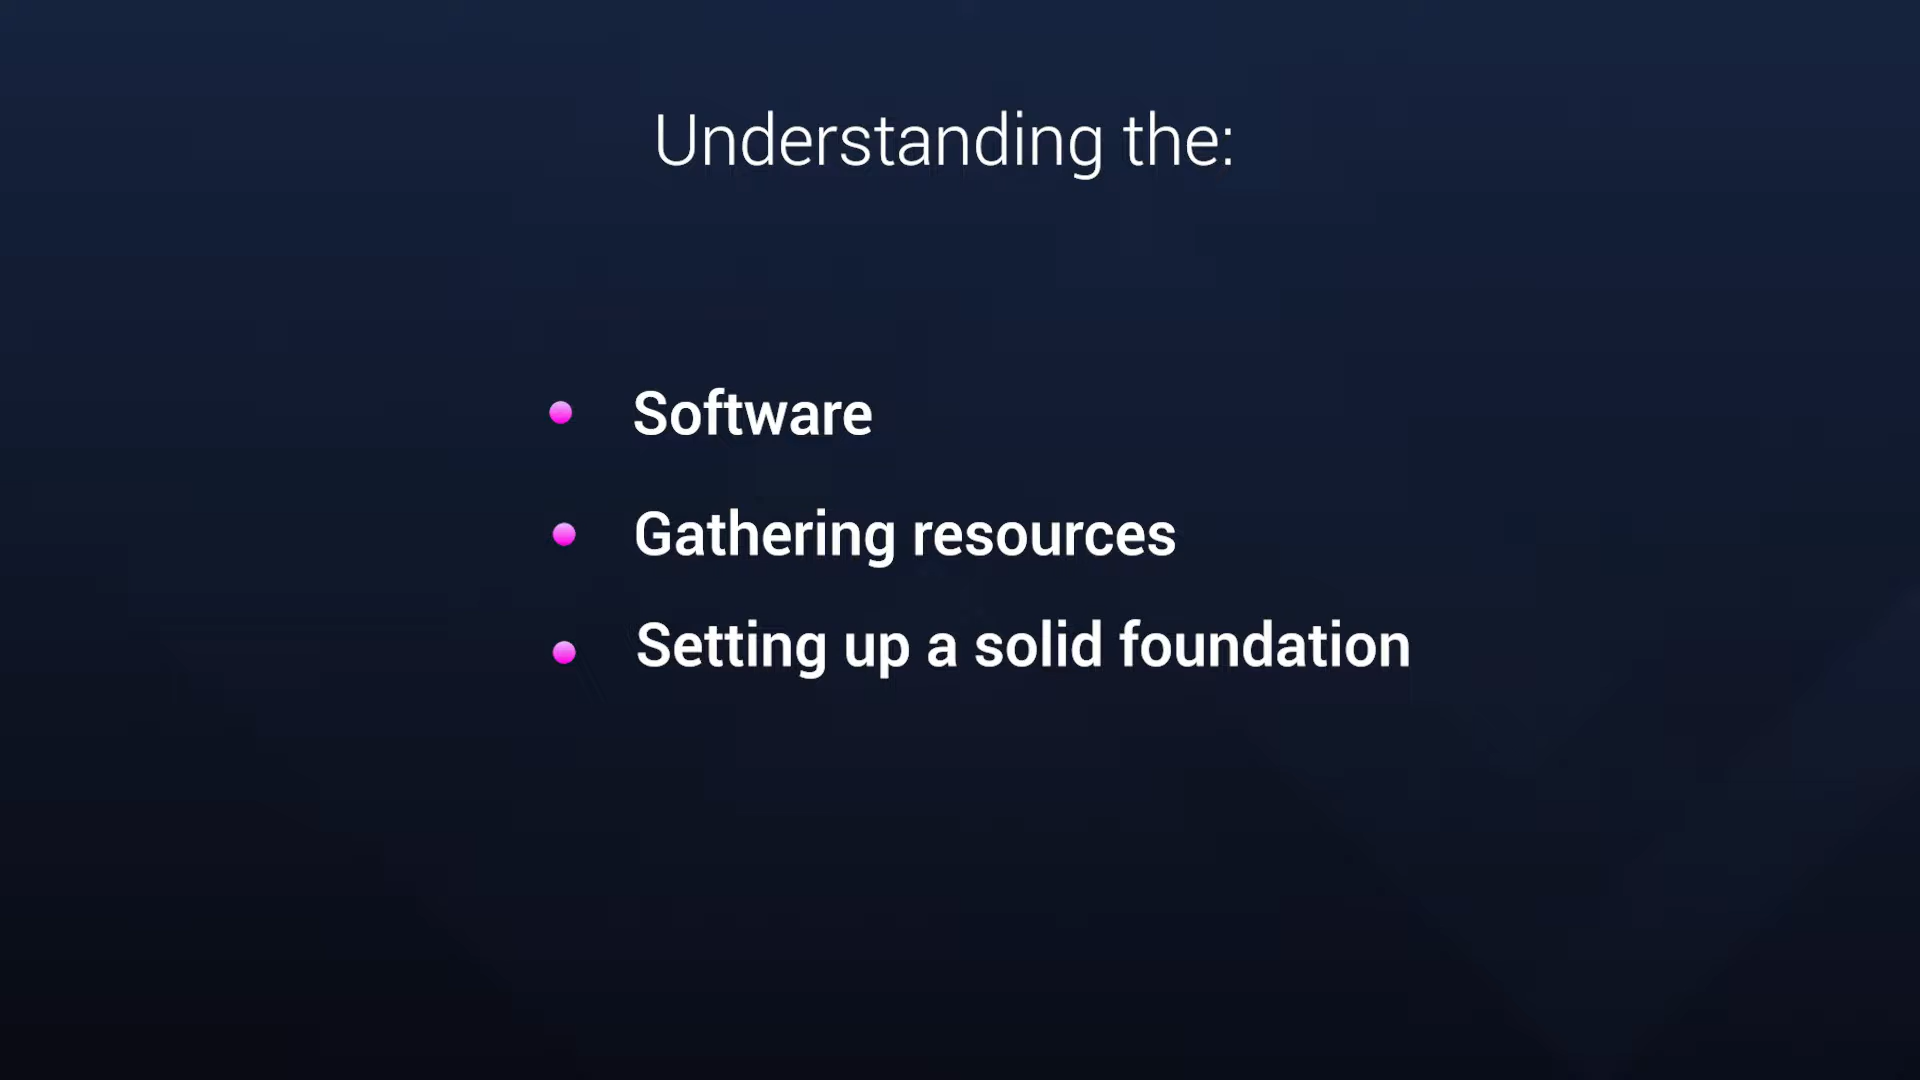 Understanding the:
Software
Gathering resources
Setting up a solid foundation